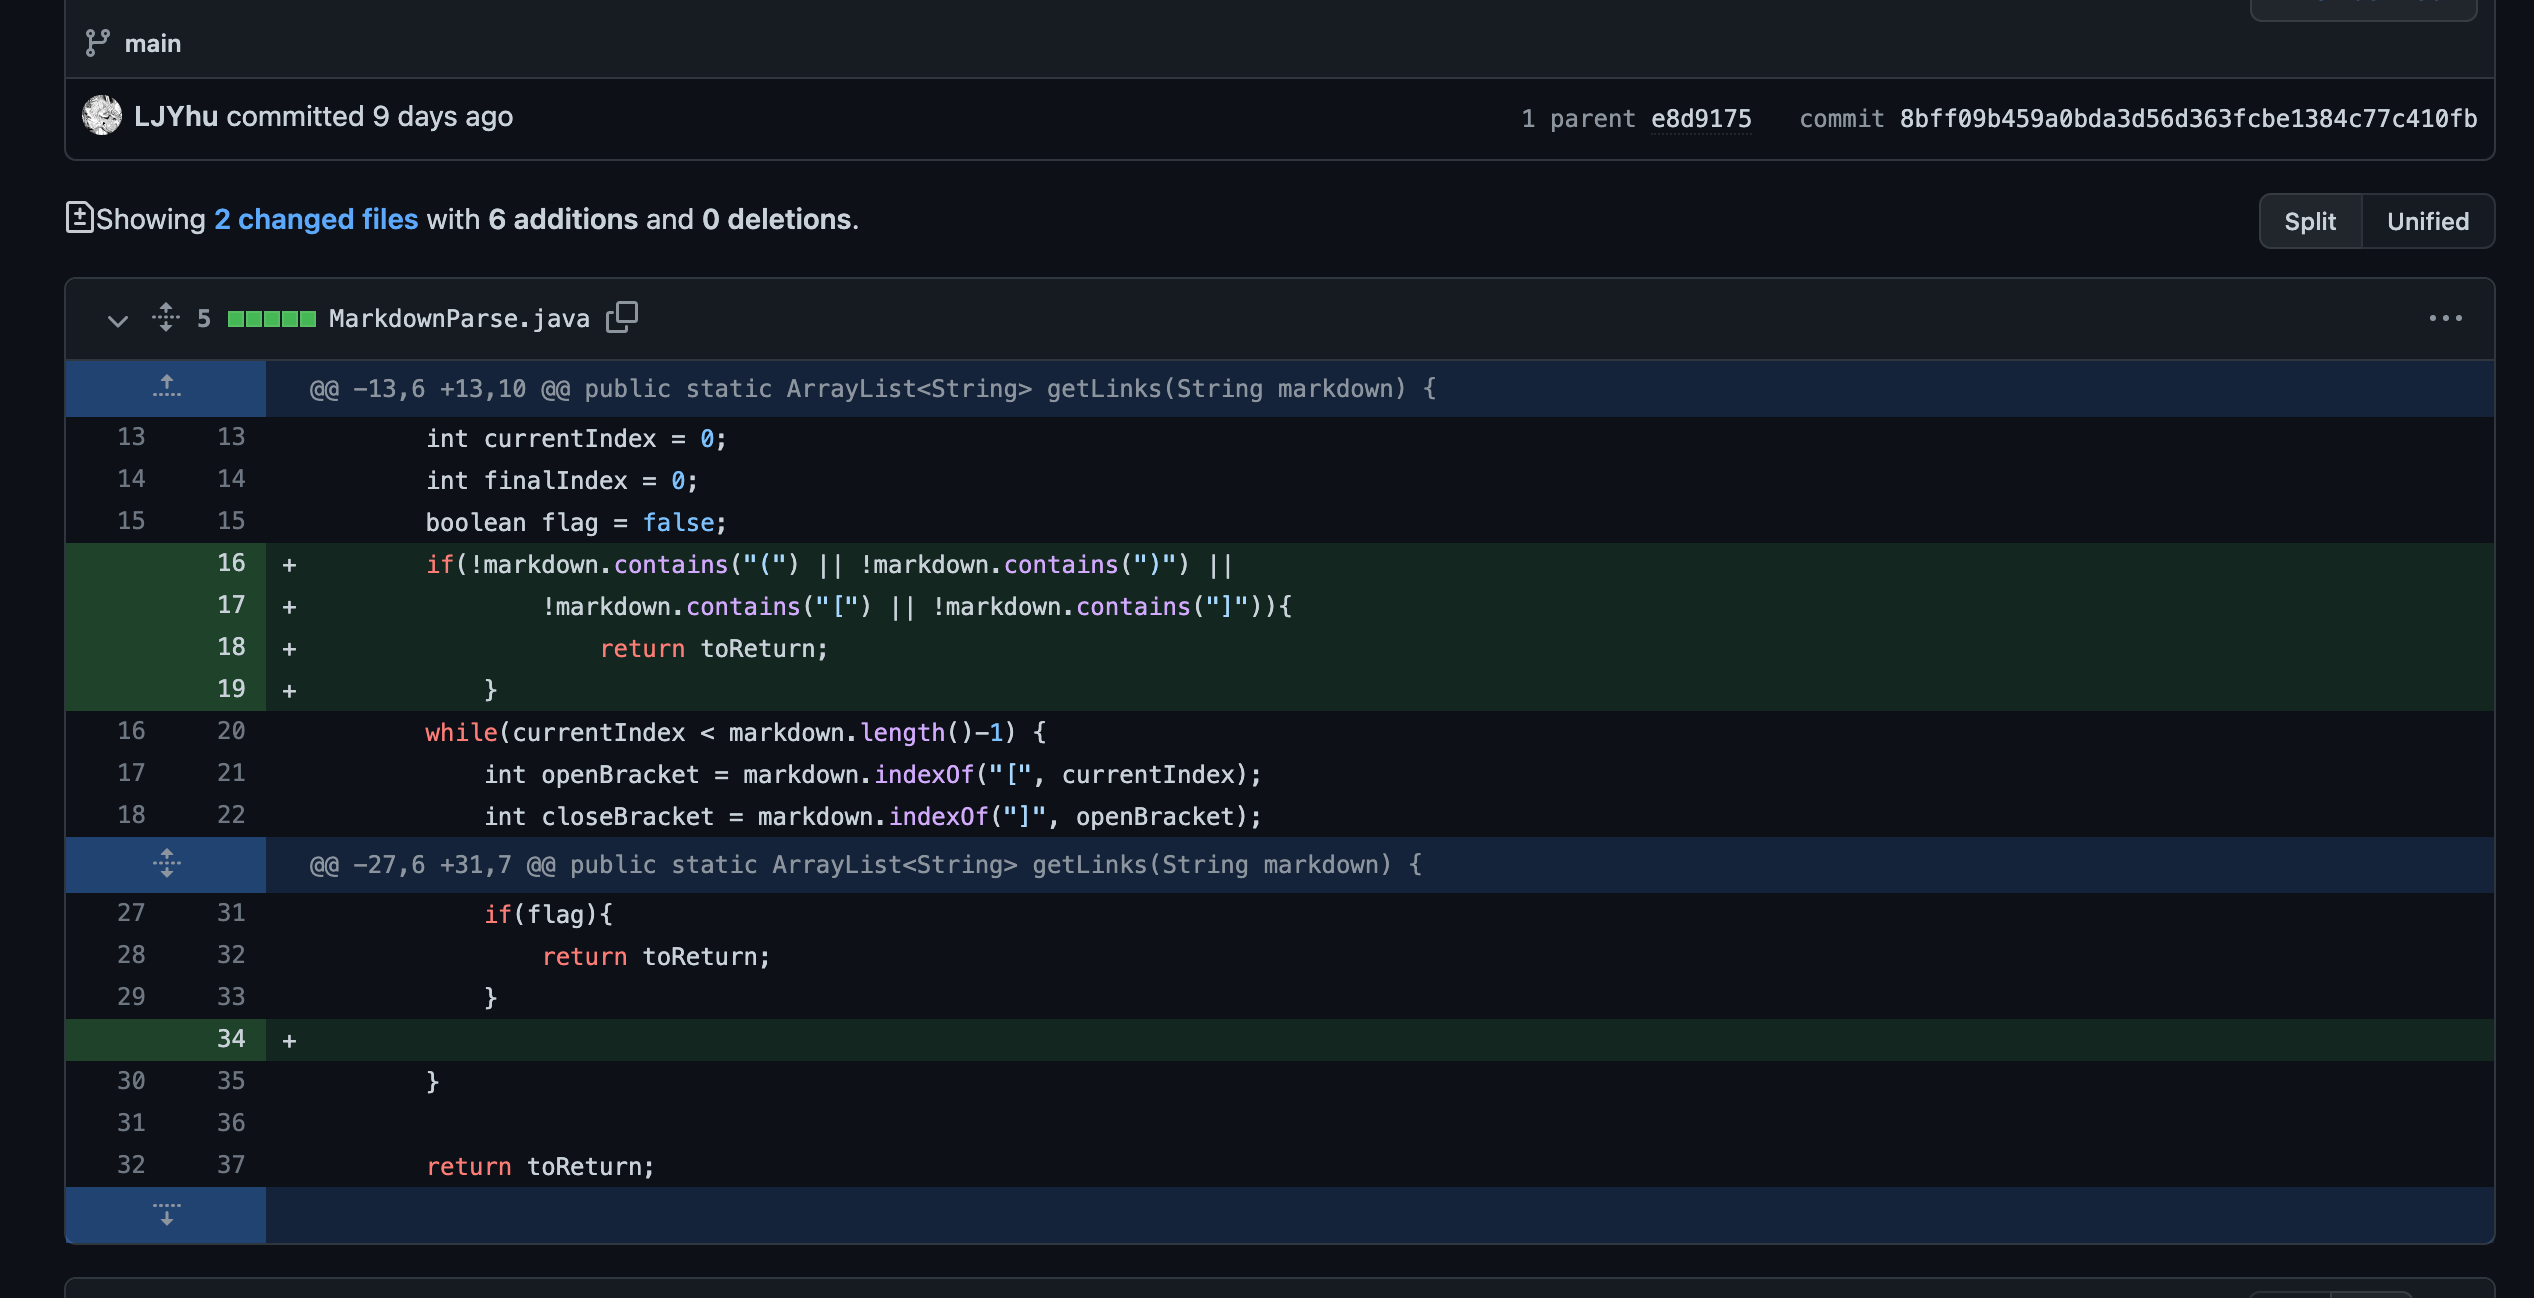 main
LJYhu committed 9 days ago 1 parent e8d9175 commit 8bff09b459a0bda3d56d363fcbe1384c77c410fb
Showing 2 changed files with 6 additions and 0 deletions. Split Unified
5 MarkdownParse.java
@@ -13,6 +13,10 @@ public static ArrayList<String> getLinks(String markdown) {
13 13 int currentIndex = 0;
14 14 int finalIndex = 0;
15 15 boolean flag = false;
16 + if(!markdown.contains("(") || !markdown.contains(")") ||
17 + !markdown.contains("[") || !markdown.contains("]")){
18 + return toReturn;
19 + }
16 20 while(currentIndex < markdown.length()-1) {
17 21 int openBracket = markdown.indexOf("[", currentIndex);
18 22 int closeBracket = markdown.indexOf("]", openBracket);
@@ -27,6 +31,7 @@ public static ArrayList<String> getLinks(String markdown) {
27 31 if(flag){
28 32 return toReturn;
29 33 }
34 +
30 35 }
31 36
32 37 return toReturn;